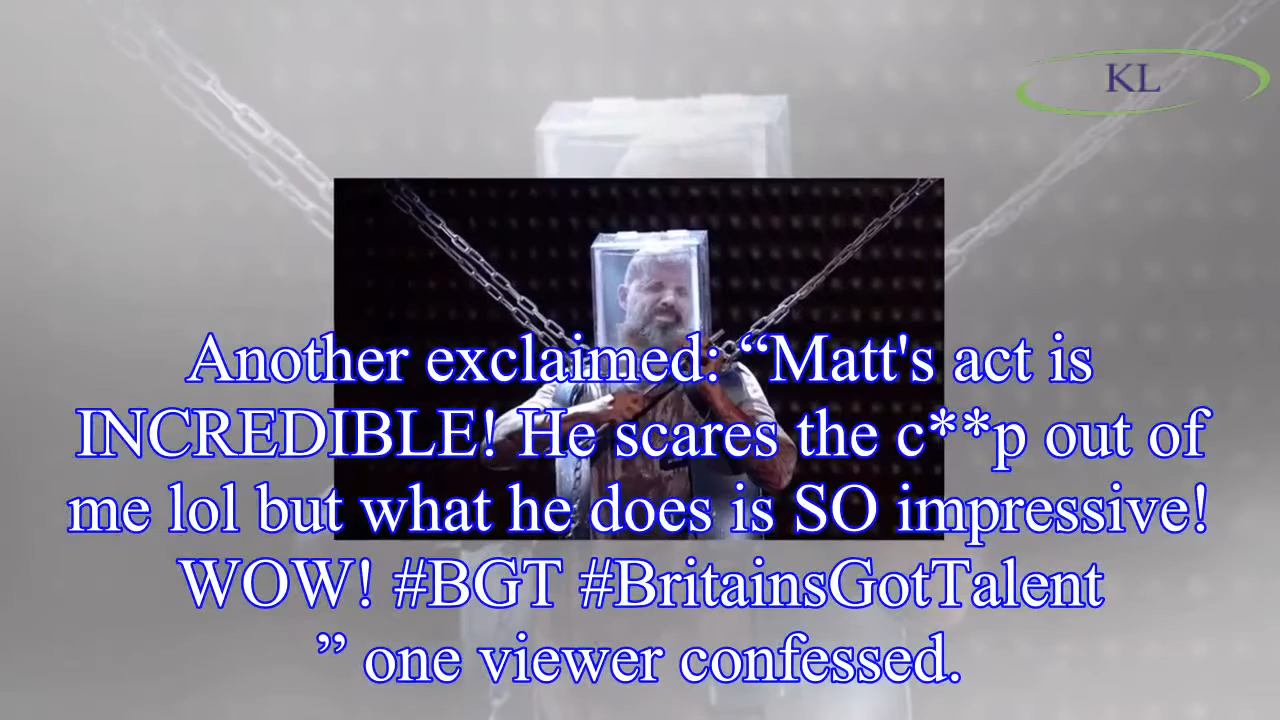 KL
Another exclaimed: “Matt's act is
INCREDIBLE! He scares the c**p out of
me lol but what he does is SO impressive!
WOW! #BGT #BritainsGotTalent
” one viewer confessed.